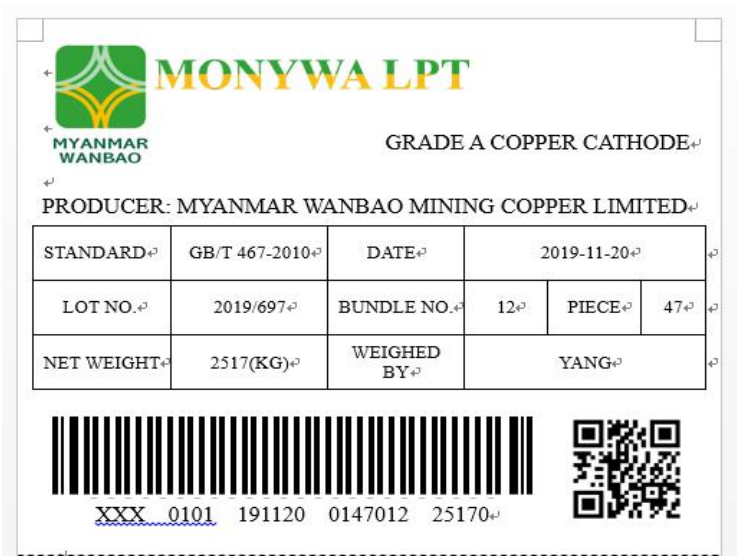 MONYWA LPT
MYANMAR
WANBAO
GRADE A COPPER CATHODE
PRODUCER: MYANMAR WANBAO MINING COPPER LIMITED
STANDARD GB/T 467-2010 DATE 2019-11-20
LOT NO. 2019/697 BUNDLE NO. 12 PIECE 47
NET WEIGHT 2517(KG) WEIGHED BY YANG
XXX 0101 191120 0147012 25170